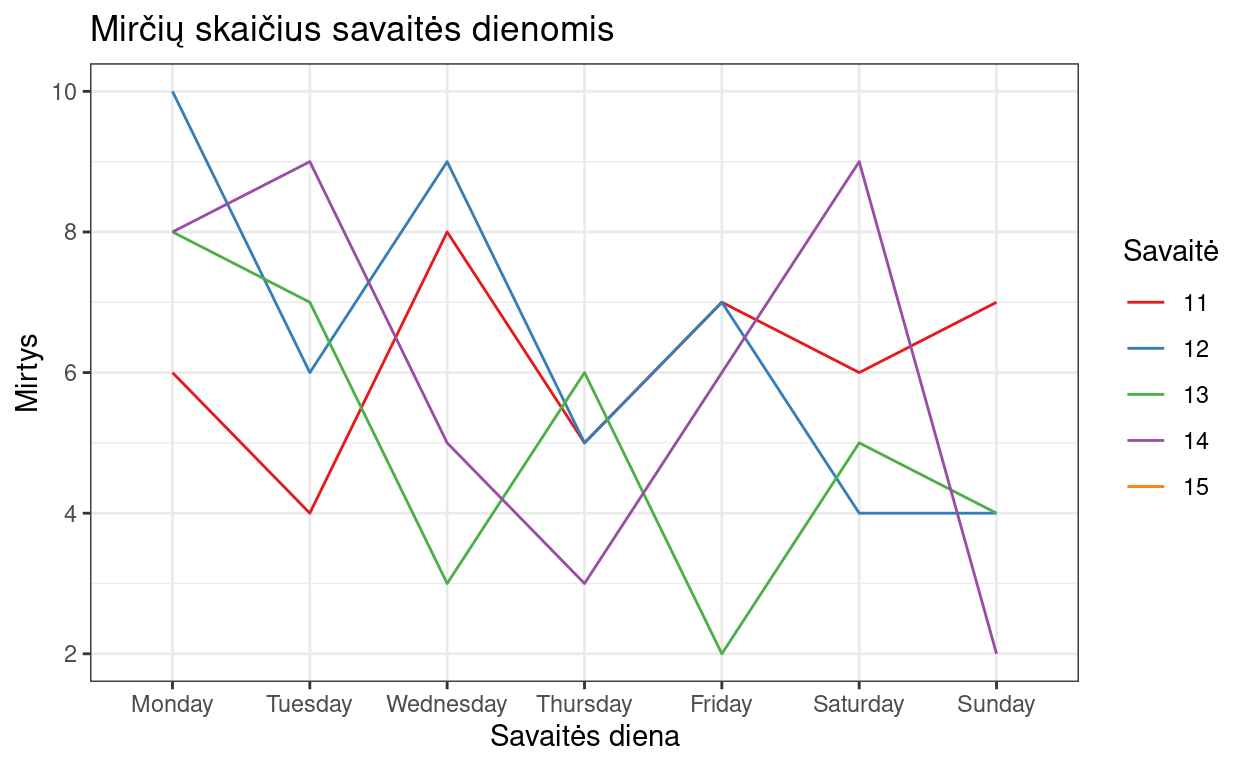 Mirčių skaičius savaitės dienomis
Mirtys
10
8
6
4
2
Monday Tuesday Wednesday Thursday Friday Saturday Sunday
Savaitės diena
Savaitė
11
12
13
14
15